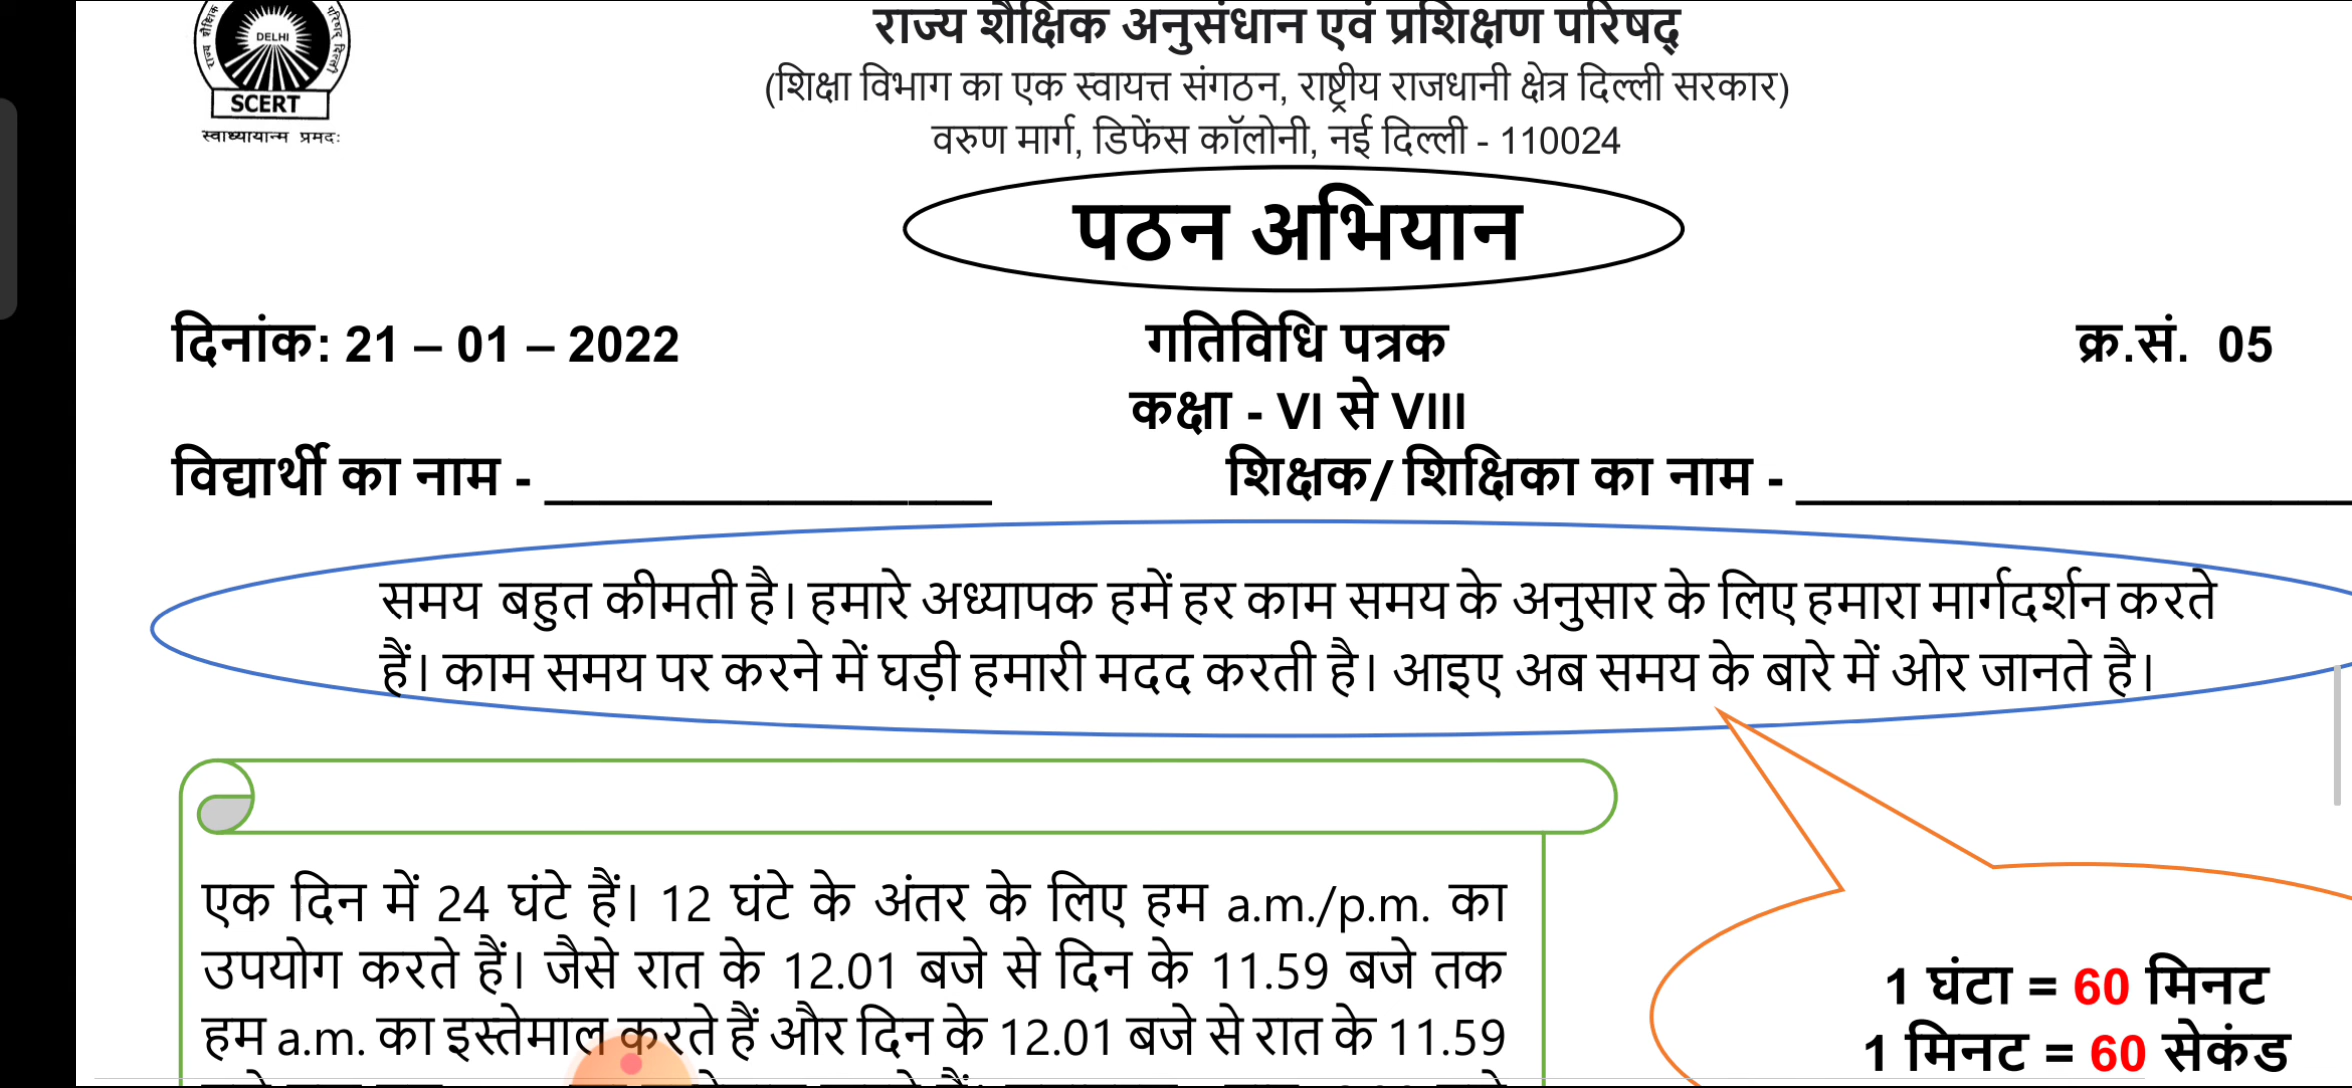 राज्य शैक्षिक
परिषद् दिल्ली
DELHI
SCERT
स्वाध्यायान्म प्रमदः
राज्य शैक्षिक अनुसंधान एवं प्रशिक्षण परिषद्
(शिक्षा विभाग का एक स्वायत्त संगठन, राष्ट्रीय राजधानी क्षेत्र दिल्ली सरकार)
वरुण मार्ग, डिफेंस कॉलोनी, नई दिल्ली - 110024
पठन अभियान
दिनांक: 21 – 01 – 2022 गतिविधि पत्रक क्र.सं. 05
कक्षा - VI से VIII
विद्यार्थी का नाम - ________________ शिक्षक/ शिक्षिका का नाम - ____________________
समय बहुत कीमती है। हमारे अध्यापक हमें हर काम समय के अनुसार के लिए हमारा मार्गदर्शन करते
हैं। काम समय पर करने में घड़ी हमारी मदद करती है। आइए अब समय के बारे में ओर जानते है।
एक दिन में 24 घंटे हैं। 12 घंटे के अंतर के लिए हम a.m./p.m. का
उपयोग करते हैं। जैसे रात के 12.01 बजे से दिन के 11.59 बजे तक
हम a.m. का इस्तेमाल करते हैं और दिन के 12.01 बजे से रात के 11.59
1 घंटा = 60 मिनट
1 मिनट = 60 सेकंड